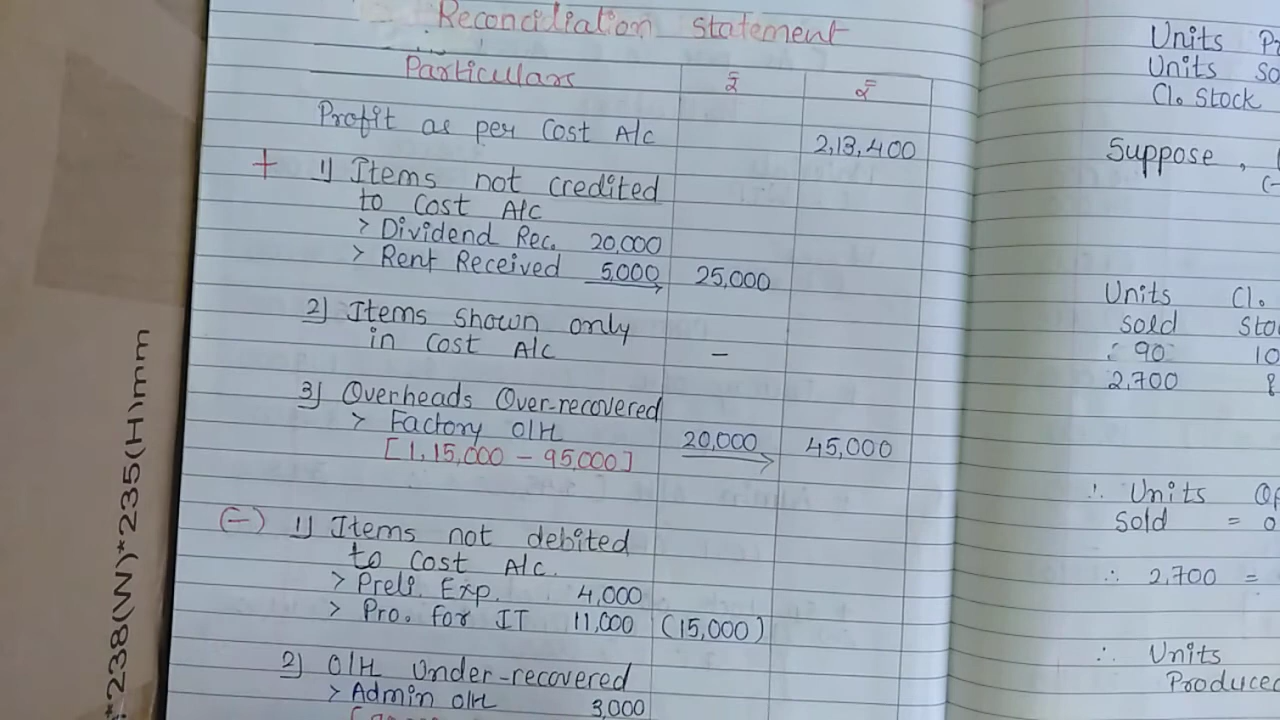 Reconciliation Statement
Particulars ₹ ₹
Profit as per Cost A/c 2,13,400
+ 1) Items not credited
to Cost A/c
> Dividend Rec. 20,000
> Rent Received 5,000 25,000
2) Items shown only
in Cost A/c –
3) Overheads Over-recovered
> Factory O/H 20,000 45,000
[1,15,000 – 95,000]
(–) 1) Items not debited
to Cost A/c.
> Preli. Exp. 4,000
> Pro. for IT 11,000 (15,000)
2) O/H Under-recovered
> Admin O/H 3,000
Units
Units
Cl. Stock
Suppose,
Units Cl.
Sold
90 10
2,700 8
∴ Units
Sold =
∴ 2,700 =
∴ Units
*238(W)*235(H)mm